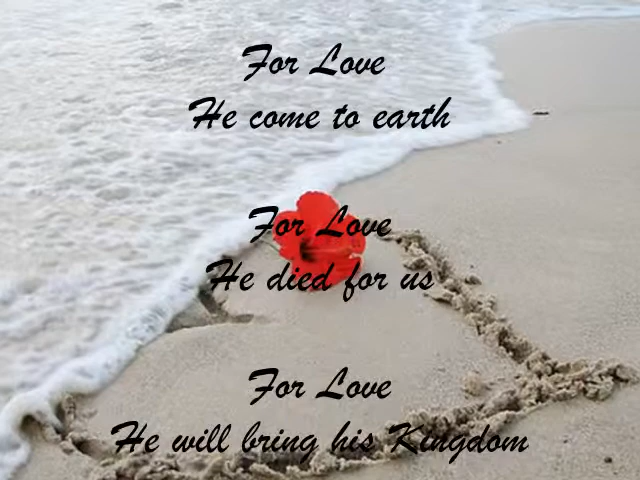 For Love
He come to earth
For Love
He died for us
For Love
He will bring his Kingdom